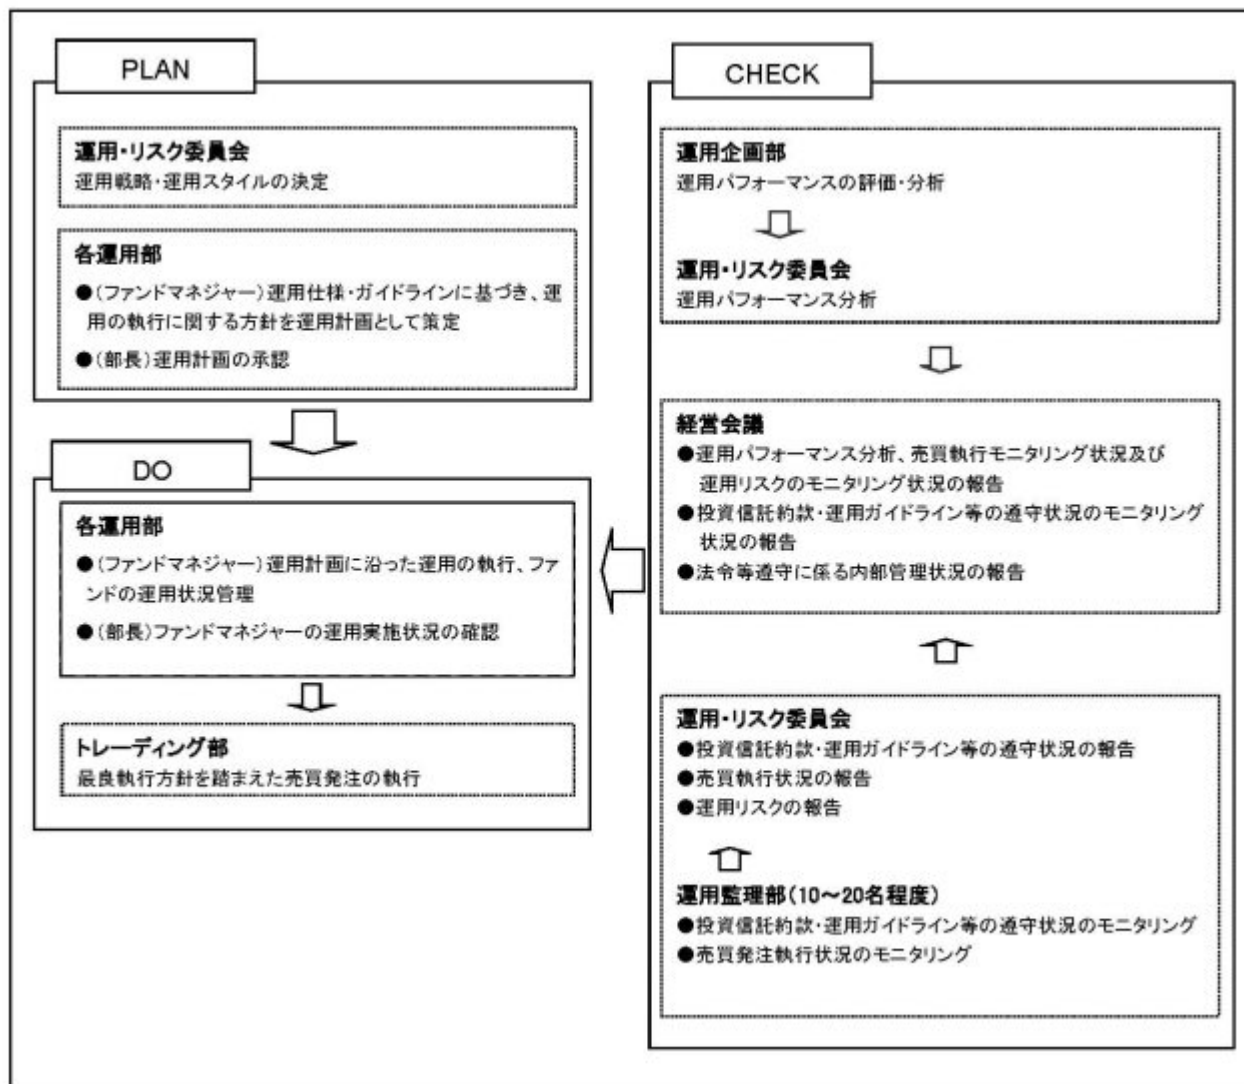 PLAN
運用・リスク委員会
運用戦略・運用スタイルの決定
各運用部
●(ファンドマネジャー)運用仕様・ガイドラインに基づき、運
用の執行に関する方針を運用計画として策定
●(部長)運用計画の承認
DO
各運用部
●(ファンドマネジャー)運用計画に沿った運用の執行、ファ
ンドの運用状況管理
●(部長)ファンドマネジャーの運用実施状況の確認
トレーディング部
最良執行方針を踏まえた売買発注の執行
CHECK
運用企画部
運用パフォーマンスの評価・分析
運用・リスク委員会
運用パフォーマンス分析
経営会議
●運用パフォーマンス分析、売買執行モニタリング状況及び
運用リスクのモニタリング状況の報告
●投資信託約款・運用ガイドライン等の遵守状況のモニタリング
状況の報告
●法令等遵守に係る内部管理状況の報告
運用・リスク委員会
●投資信託約款・運用ガイドライン等の遵守状況の報告
●売買執行状況の報告
●運用リスクの報告
運用監理部(10～20名程度)
●投資信託約款・運用ガイドライン等の遵守状況のモニタリング
●売買発注執行状況のモニタリング